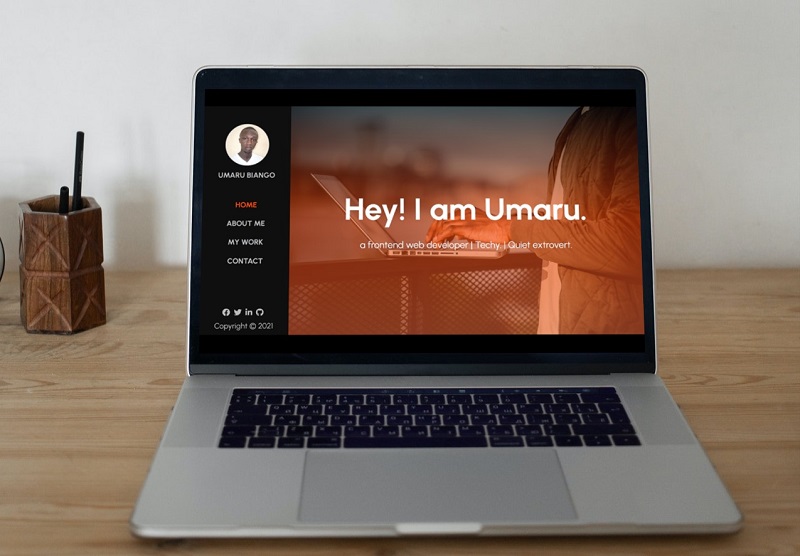 UMARU BIANGO
HOME
ABOUT ME
MY WORK
CONTACT
Copyright © 2021
Hey! I am Umaru.
a frontend web developer | Techy | Quiet extrovert.